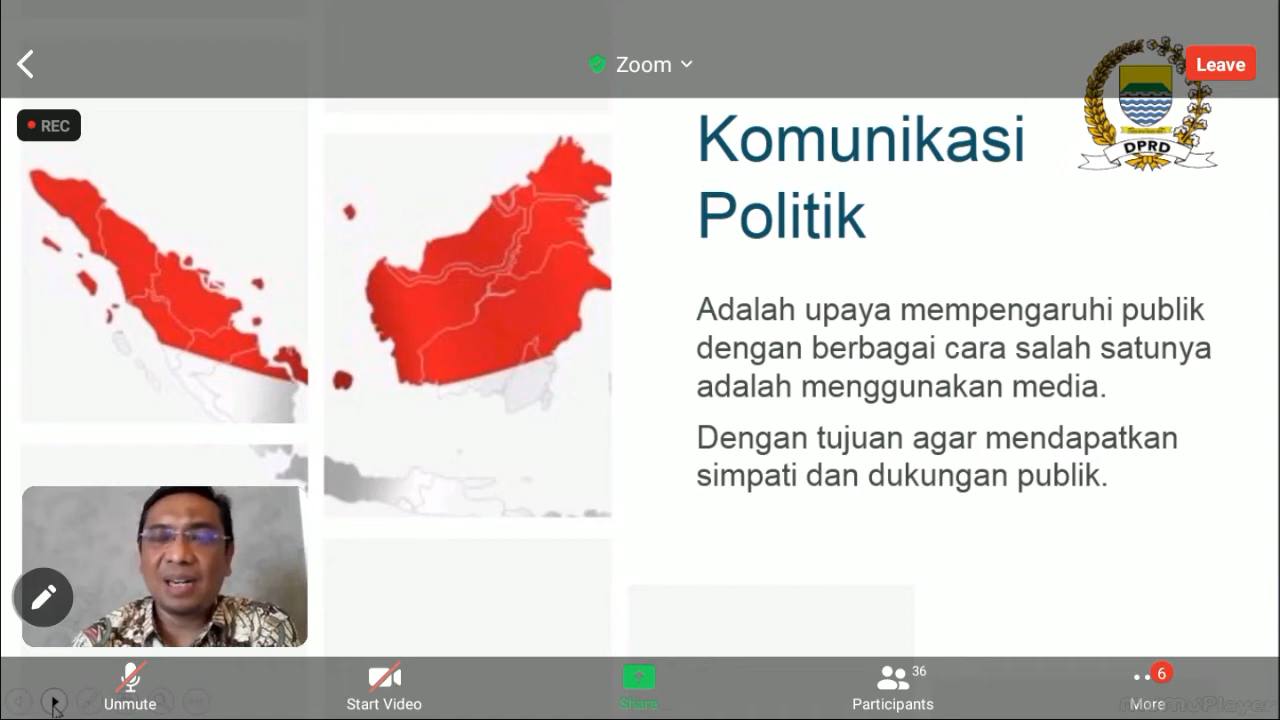 Zoom
Leave
REC
DPRD
Komunikasi
Politik
Adalah upaya mempengaruhi publik
dengan berbagai cara salah satunya
adalah menggunakan media.
Dengan tujuan agar mendapatkan
simpati dan dukungan publik.
36
6
Unmute
Start Video
Share
Participants
More